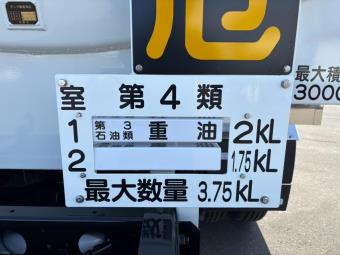 危
最大積
3000
室 第4類
1 第3石油類 重油 2KL
2 1.75KL
最大数量 3.75KL